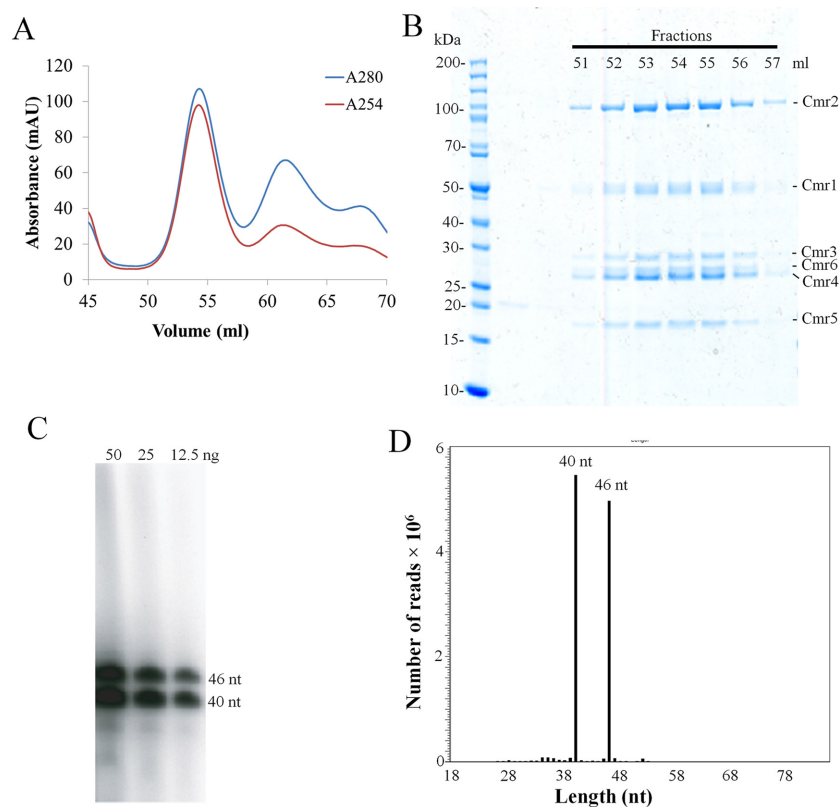 A
A280
A254
120
100
80
60
40
20
0
Absorbance (mAU)
45 50 55 60 65 70
Volume (ml)
B
kDa
Fractions
51 52 53 54 55 56 57 ml
200-
100-
70-
50-
40-
30-
25-
20-
15-
10-
- Cmr2
- Cmr1
- Cmr3
- Cmr6
Cmr4
- Cmr5
C
50 25 12.5 ng
46 nt
40 nt
D
40 nt
46 nt
6
4
2
0
Number of reads × 10⁶
18 28 38 48 58 68 78
Length (nt)